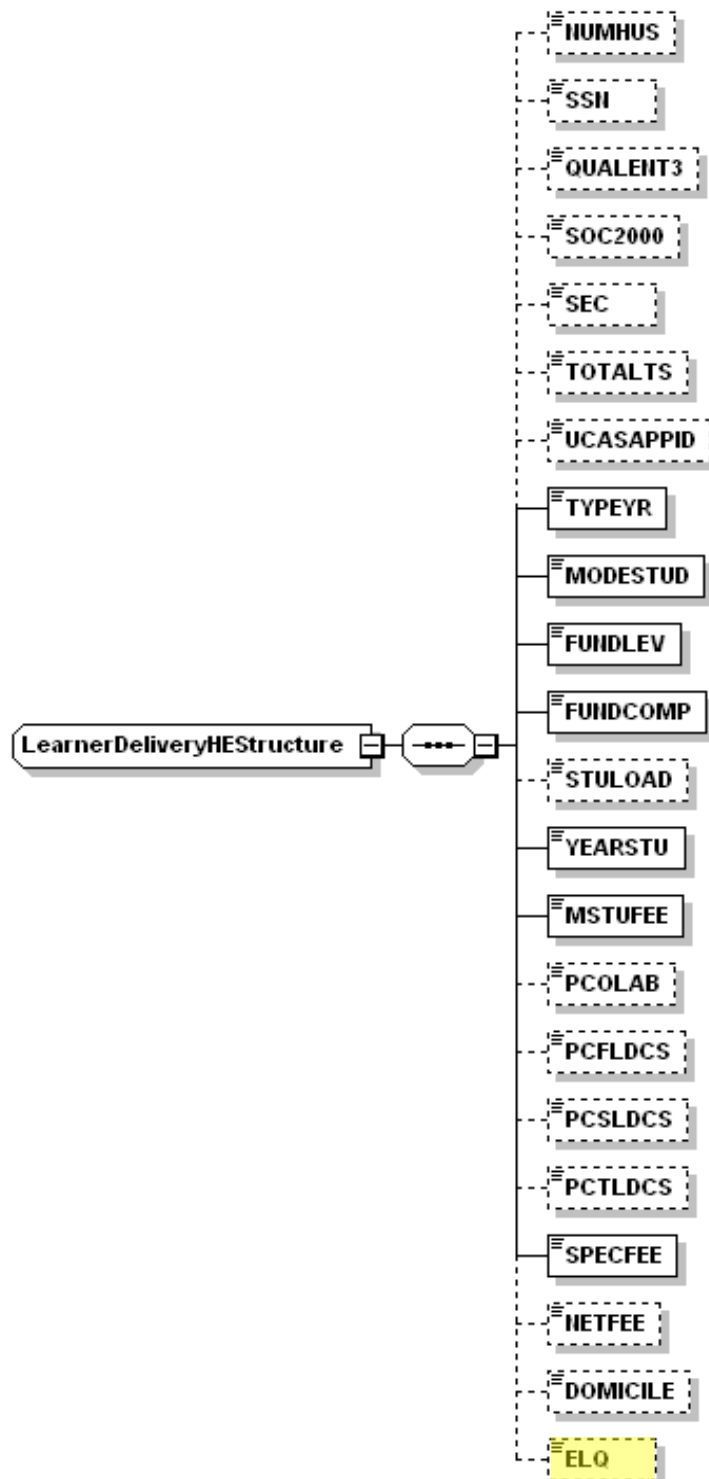 NUMHUS
SSN
QUALENT3
SOC2000
SEC
TOTALTS
UCASAPPID
TYPEYR
MODESTUD
FUNDLEV
FUNDCOMP
LearnerDeliveryHEStructure
STULOAD
YEARSTU
MSTUFEE
PCOLAB
PCFLDCS
PCSLDCS
PCTLDCS
SPECFEE
NETFEE
DOMICILE
ELQ